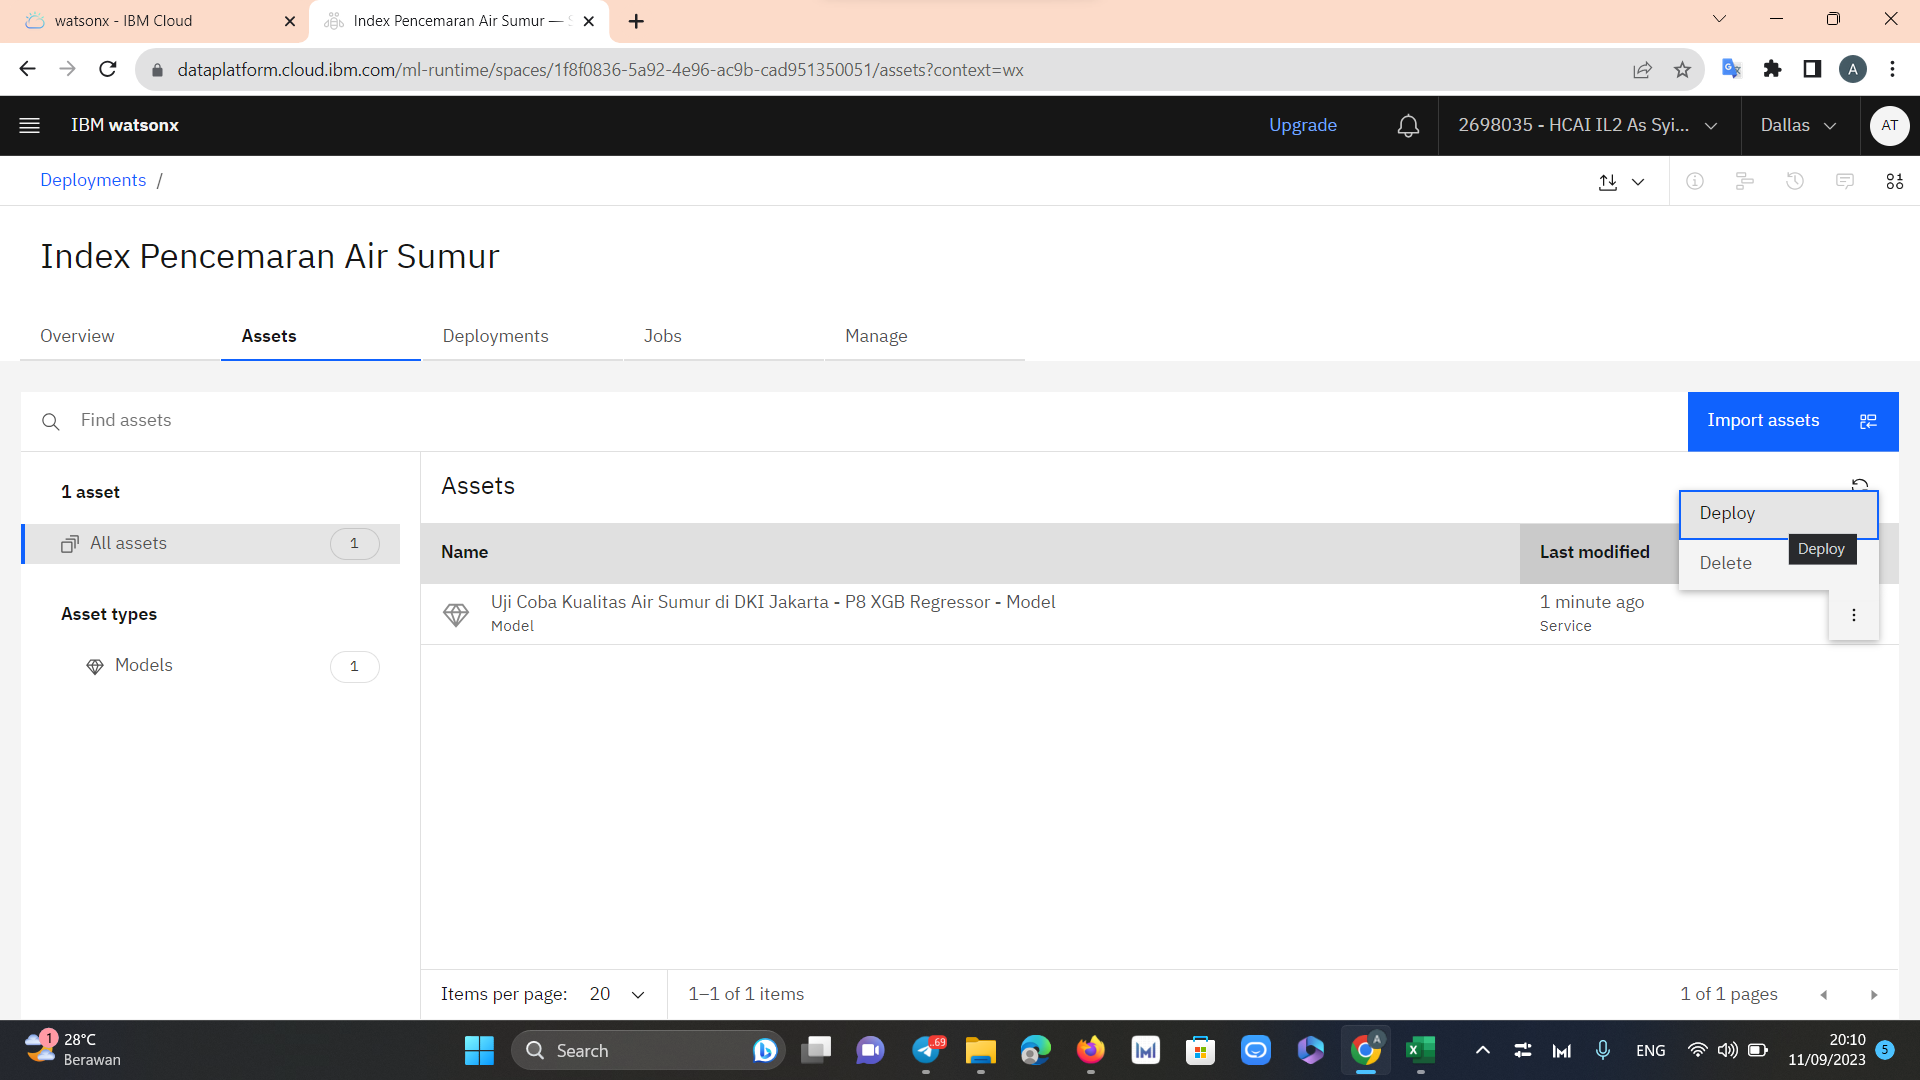 watsonx - IBM Cloud
Index Pencemaran Air Sumur —
dataplatform.cloud.ibm.com/ml-runtime/spaces/1f8f0836-5a92-4e96-ac9b-cad951350051/assets?context=wx
A
IBM watsonx
Upgrade
2698035 - HCAI IL2 As Syi...
Dallas
AT
Deployments /
Index Pencemaran Air Sumur
Overview
Assets
Deployments
Jobs
Manage
Find assets
Import assets
1 asset
All assets
1
Asset types
Models
1
Assets
Name
Last modified
Deploy
Deploy
Delete
Uji Coba Kualitas Air Sumur di DKI Jakarta - P8 XGB Regressor - Model
Model
1 minute ago
Service
Items per page: 20
1–1 of 1 items
1 of 1 pages
1
28°C
Berawan
Search
..69
A
ENG
20:10
11/09/2023
5